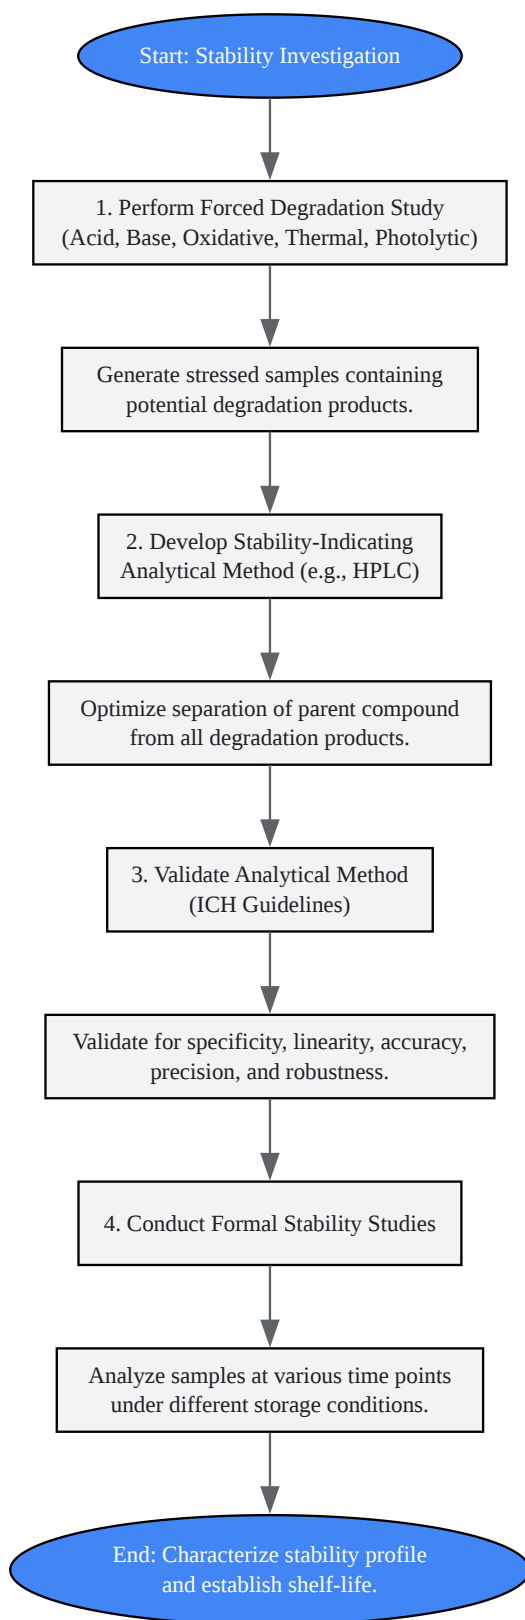 Start: Stability Investigation
1. Perform Forced Degradation Study
(Acid, Base, Oxidative, Thermal, Photolytic)
Generate stressed samples containing
potential degradation products.
2. Develop Stability-Indicating
Analytical Method (e.g., HPLC)
Optimize separation of parent compound
from all degradation products.
3. Validate Analytical Method
(ICH Guidelines)
Validate for specificity, linearity, accuracy,
precision, and robustness.
4. Conduct Formal Stability Studies
Analyze samples at various time points
under different storage conditions.
End: Characterize stability profile
and establish shelf-life.